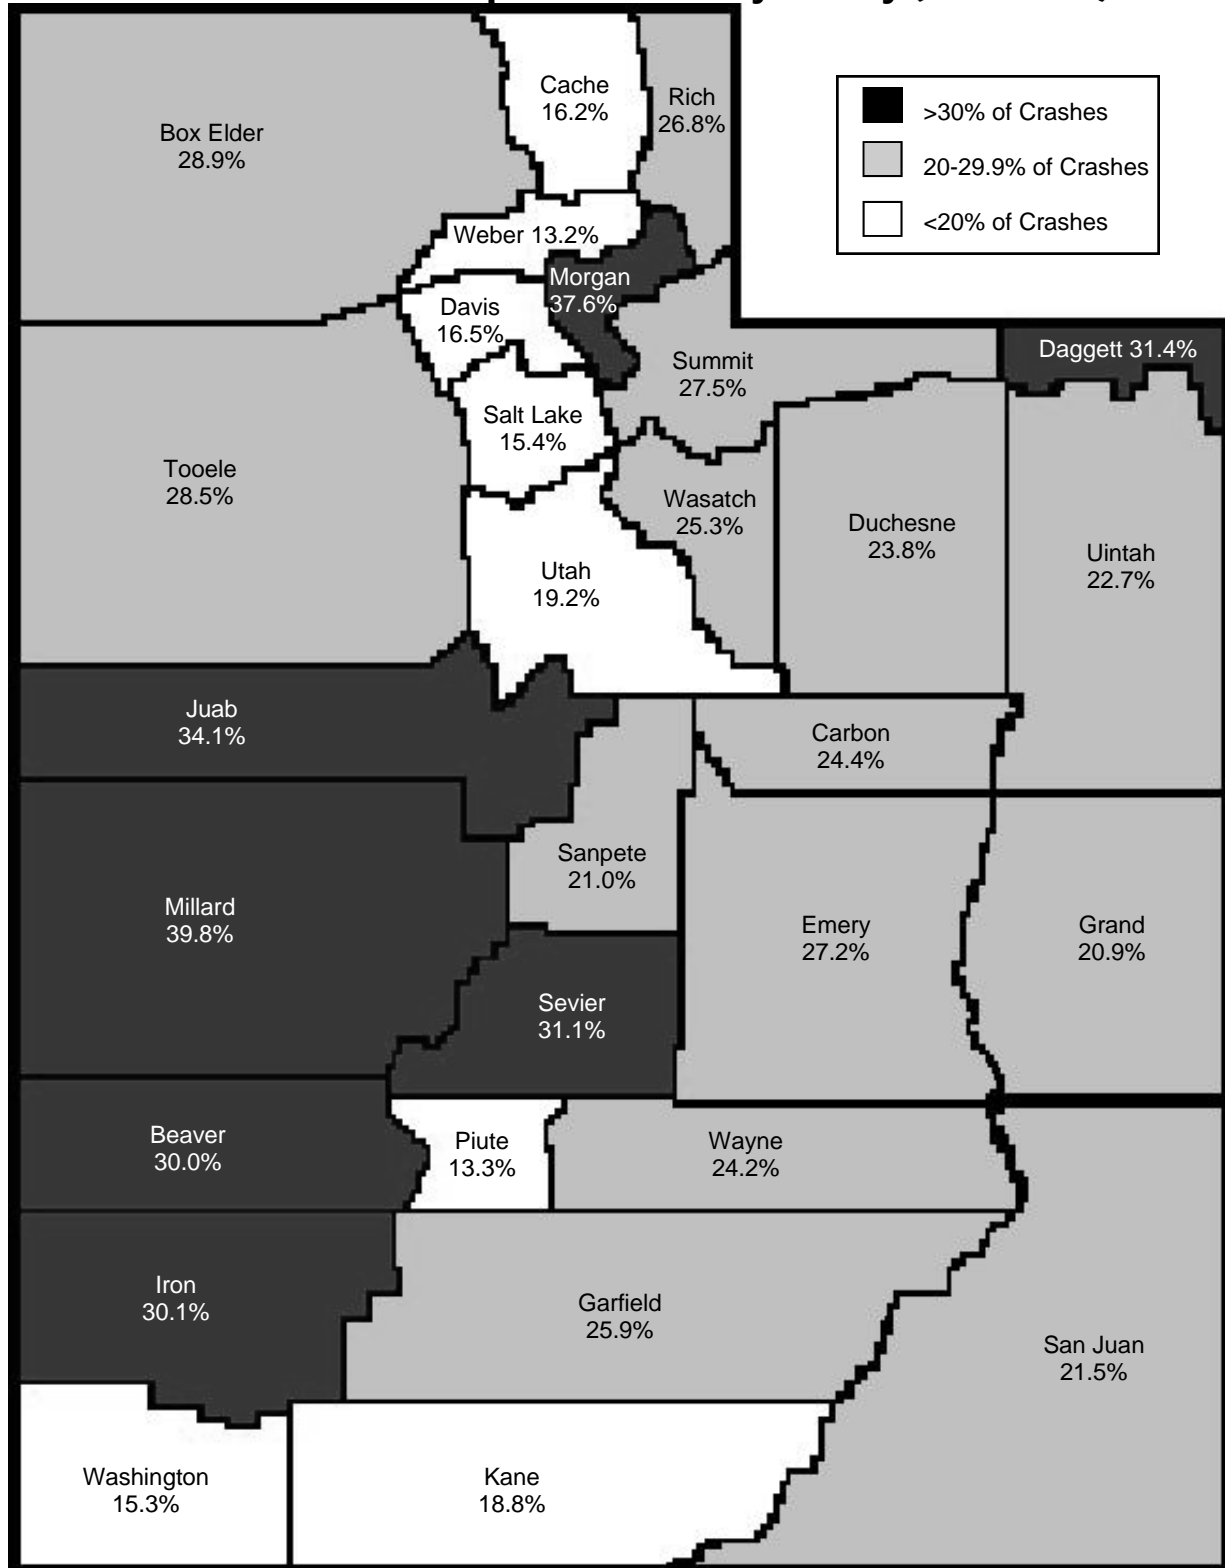 Cache
16.2%
Rich
26.8%
Box Elder
28.9%
>30% of Crashes
20-29.9% of Crashes
<20% of Crashes
Weber 13.2%
Morgan
37.6%
Davis
16.5%
Summit
27.5%
Daggett 31.4%
Salt Lake
15.4%
Tooele
28.5%
Wasatch
25.3%
Duchesne
23.8%
Uintah
22.7%
Utah
19.2%
Juab
34.1%
Carbon
24.4%
Sanpete
21.0%
Millard
39.8%
Emery
27.2%
Grand
20.9%
Sevier
31.1%
Beaver
30.0%
Piute
13.3%
Wayne
24.2%
Iron
30.1%
Garfield
25.9%
San Juan
21.5%
Washington
15.3%
Kane
18.8%